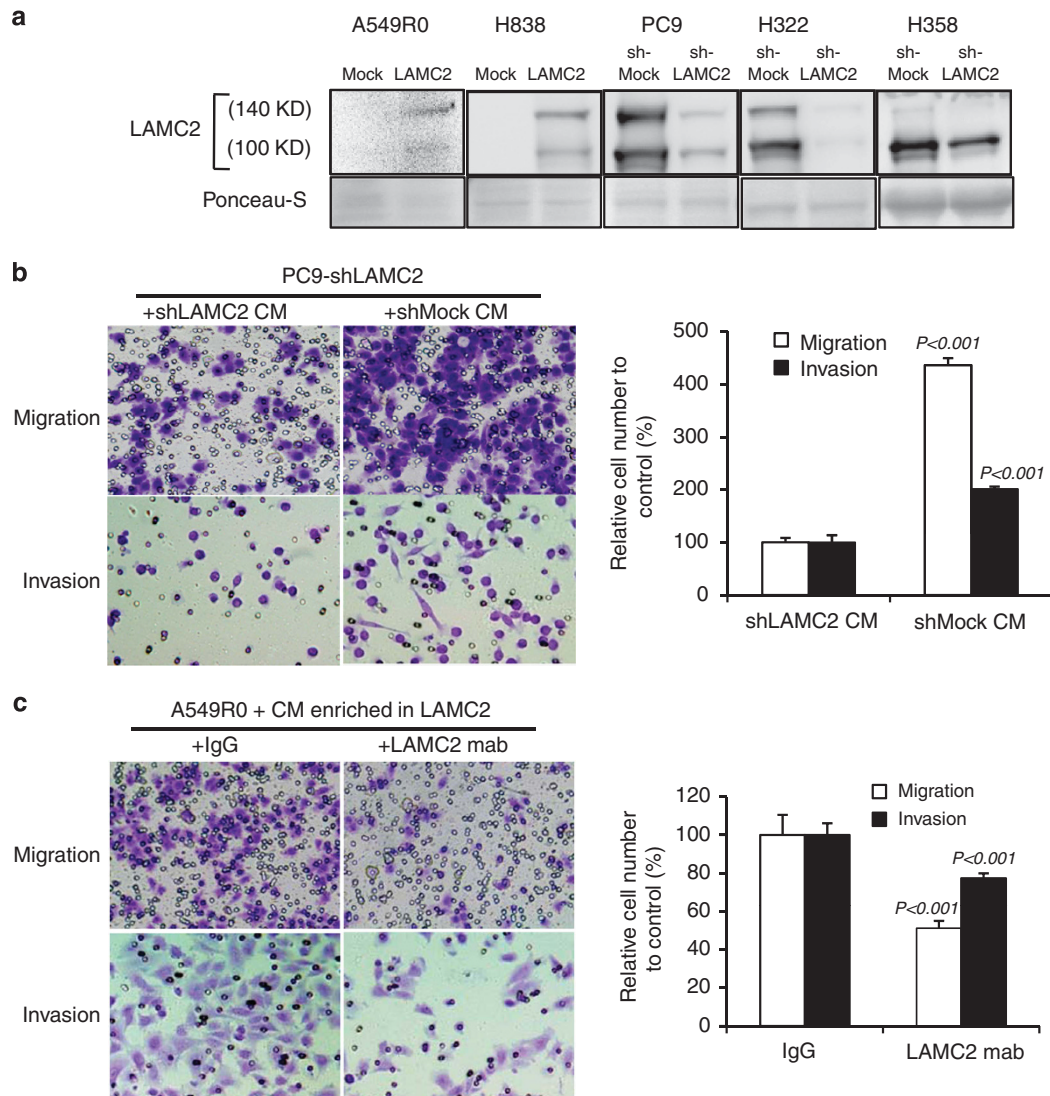 a
A549R0 H838 PC9 H322 H358
Mock LAMC2 Mock LAMC2 sh-Mock sh-LAMC2 sh-Mock sh-LAMC2 sh-Mock sh-LAMC2
LAMC2
(140 KD)
(100 KD)
Ponceau-S
b
PC9-shLAMC2
+shLAMC2 CM +shMock CM
Migration
Invasion
Relative cell number to
control (%)
500
400
300
200
100
0
Migration
Invasion
P<0.001
P<0.001
shLAMC2 CM shMock CM
c
A549R0 + CM enriched in LAMC2
+IgG +LAMC2 mab
Migration
Invasion
Relative cell number
to control (%)
120
100
80
60
40
20
0
Migration
Invasion
P<0.001
P<0.001
IgG LAMC2 mab